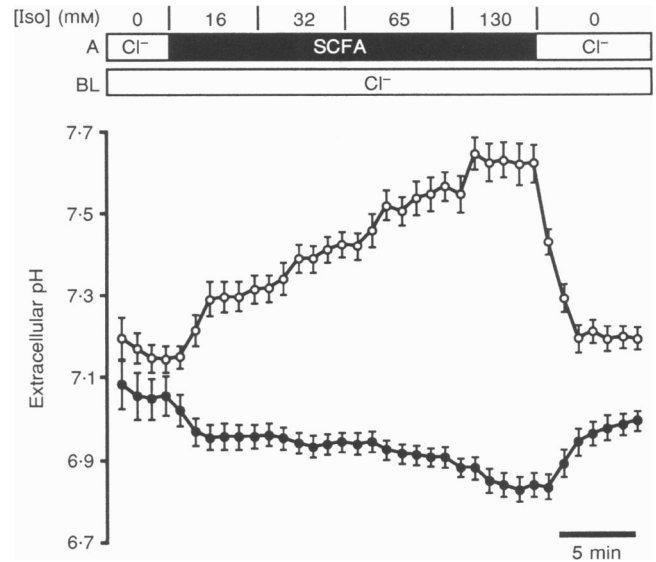 [Iso] (mM) 0 16 32 65 130 0
A Cl⁻ SCFA Cl⁻
BL Cl⁻
7·7
7·5
7·3
7·1
6·9
6·7
Extracellular pH
5 min